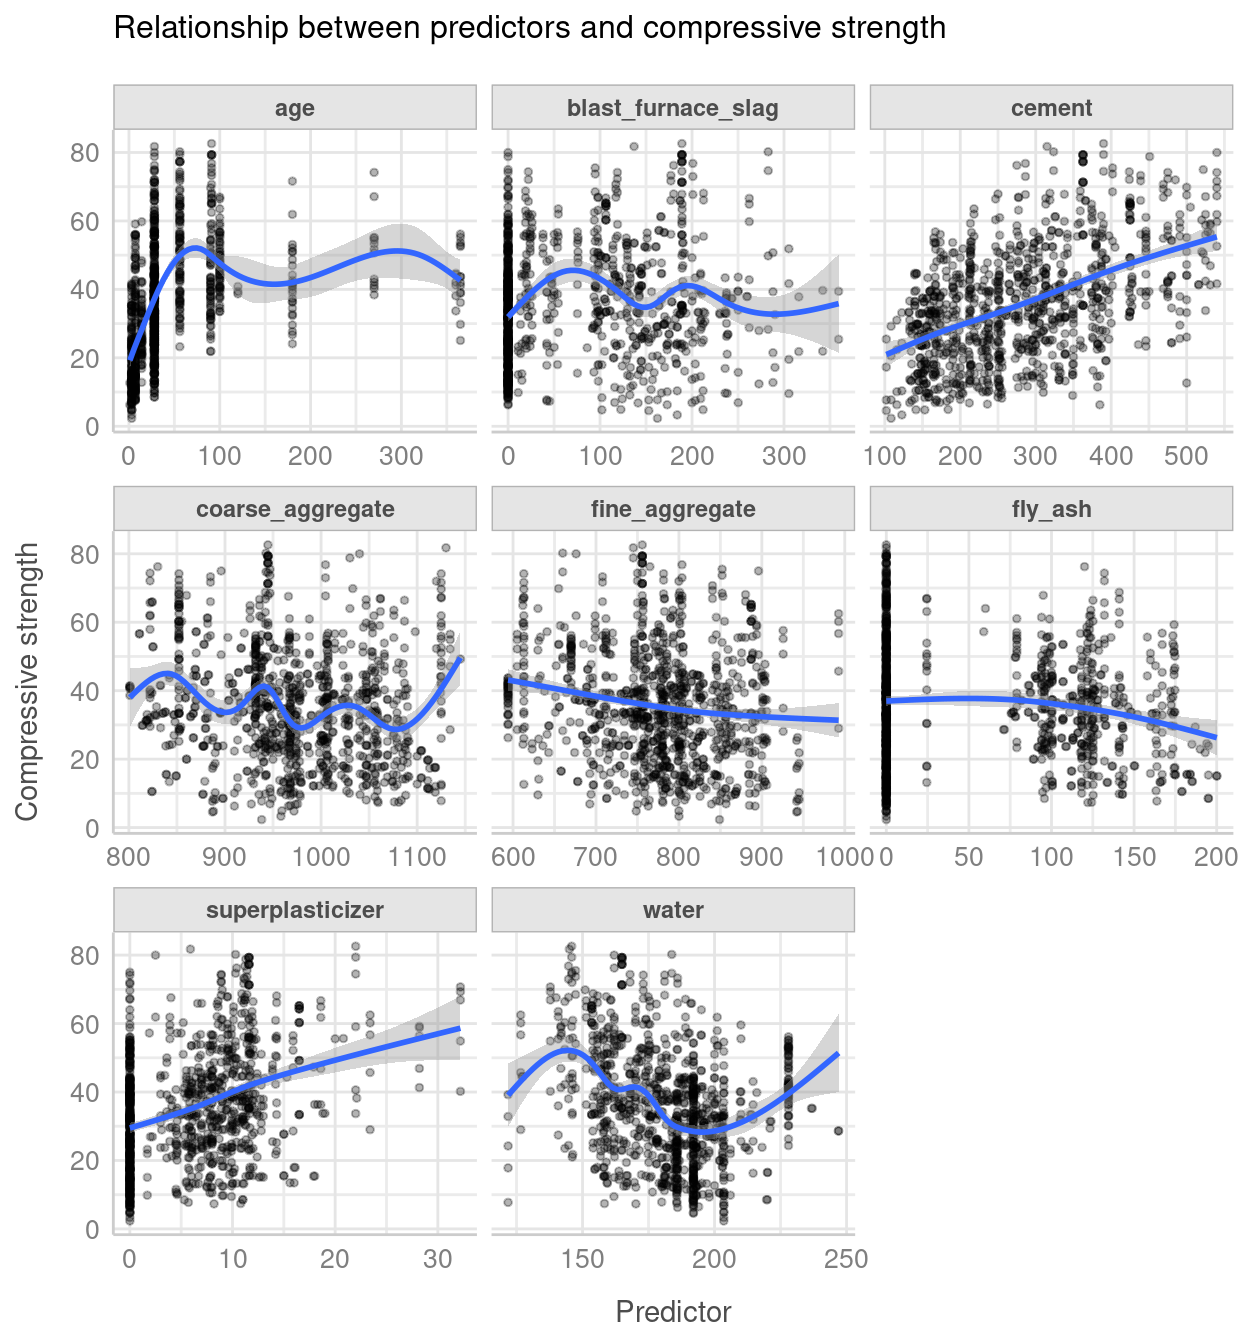 Relationship between predictors and compressive strength
age
blast_furnace_slag
cement
80
60
40
20
0
0 100 200 300
0 100 200 300
100 200 300 400 500
coarse_aggregate
fine_aggregate
fly_ash
Compressive strength
80
60
40
20
0
800 900 1000 1100
600 700 800 900 1000
0 50 100 150 200
superplasticizer
water
80
60
40
20
0
0 10 20 30
150 200 250
Predictor